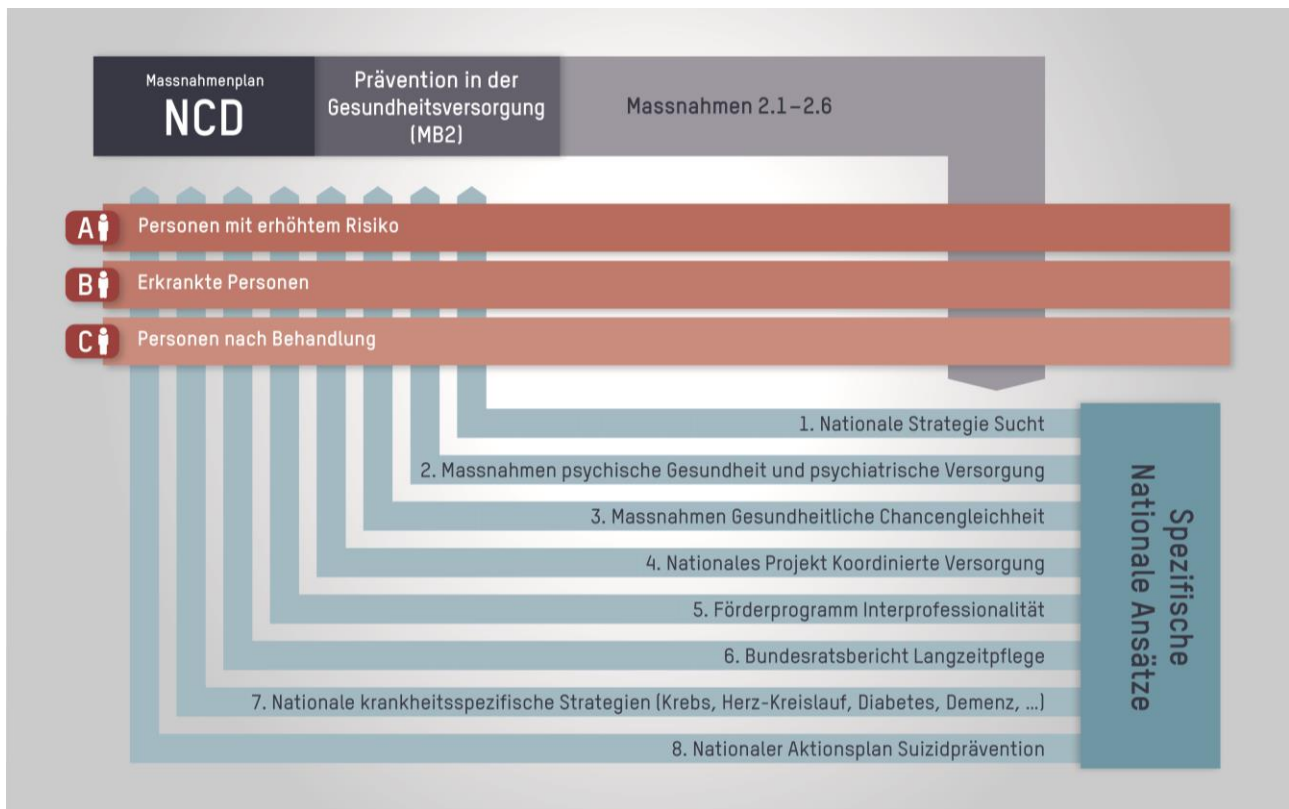 Massnahmenplan
NCD
Prävention in der
Gesundheitsversorgung
(MB2)
Massnahmen 2.1–2.6
A Personen mit erhöhtem Risiko
B Erkrankte Personen
C Personen nach Behandlung
1. Nationale Strategie Sucht
2. Massnahmen psychische Gesundheit und psychiatrische Versorgung
3. Massnahmen Gesundheitliche Chancengleichheit
4. Nationales Projekt Koordinierte Versorgung
5. Förderprogramm Interprofessionalität
6. Bundesratsbericht Langzeitpflege
7. Nationale krankheitsspezifische Strategien (Krebs, Herz-Kreislauf, Diabetes, Demenz, ...)
8. Nationaler Aktionsplan Suizidprävention
Spezifische
Nationale Ansätze